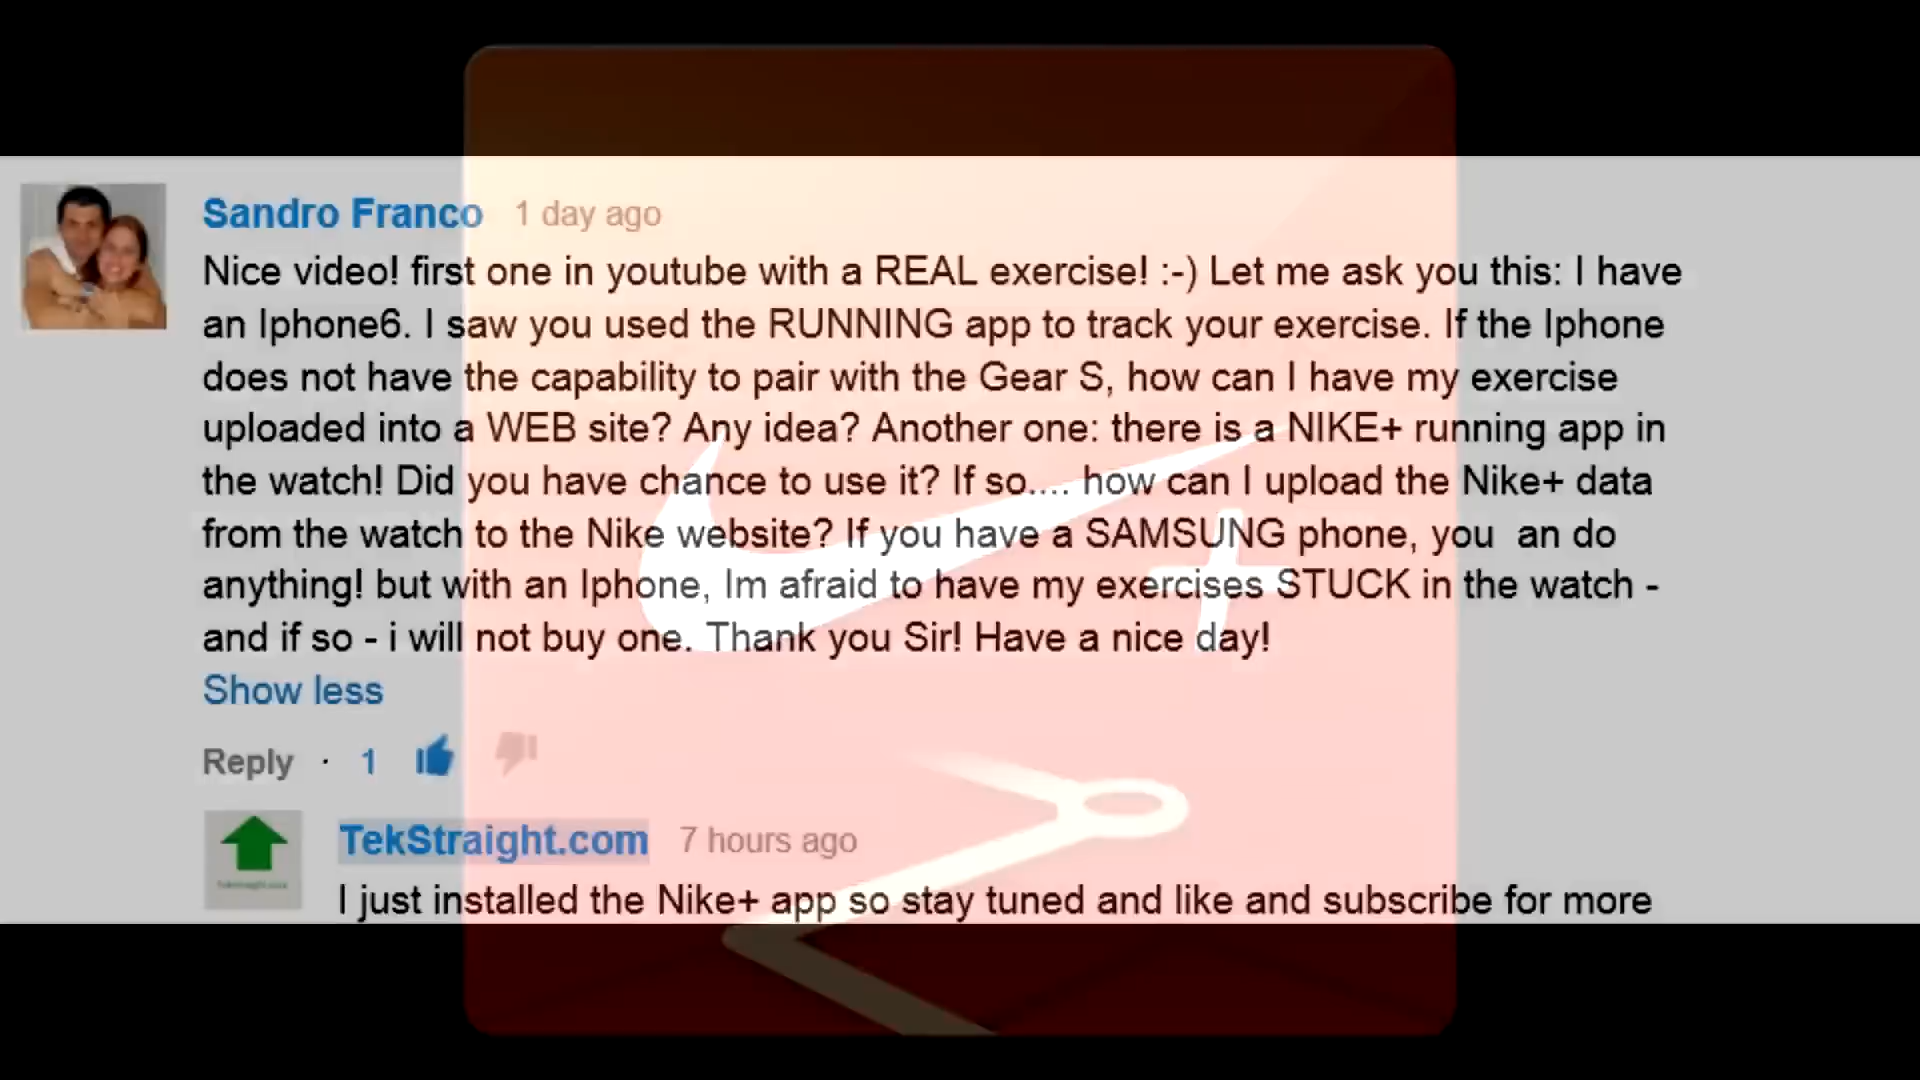 Sandro Franco 1 day ago
Nice video! first one in youtube with a REAL exercise! :-) Let me ask you this: I have
an Iphone6. I saw you used the RUNNING app to track your exercise. If the Iphone
does not have the capability to pair with the Gear S, how can I have my exercise
uploaded into a WEB site? Any idea? Another one: there is a NIKE+ running app in
the watch! Did you have chance to use it? If so.... how can I upload the Nike+ data
from the watch to the Nike website? If you have a SAMSUNG phone, you  an do
anything! but with an Iphone, Im afraid to have my exercises STUCK in the watch -
and if so - i will not buy one. Thank you Sir! Have a nice day!
Show less
Reply · 1
TekStraight.com 7 hours ago
I just installed the Nike+ app so stay tuned and like and subscribe for more